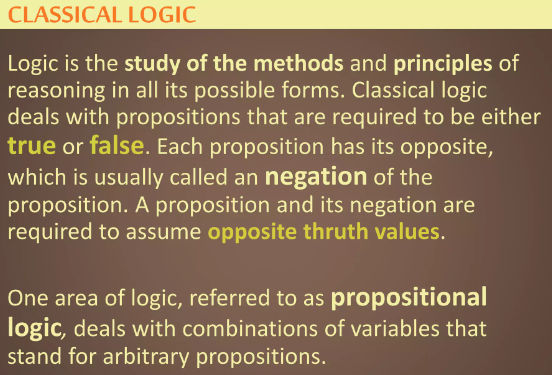 CLASSICAL LOGIC
Logic is the study of the methods and principles of
reasoning in all its possible forms. Classical logic
deals with propositions that are required to be either
true or false. Each proposition has its opposite,
which is usually called an negation of the
proposition. A proposition and its negation are
required to assume opposite thruth values.
One area of logic, referred to as propositional
logic, deals with combinations of variables that
stand for arbitrary propositions.